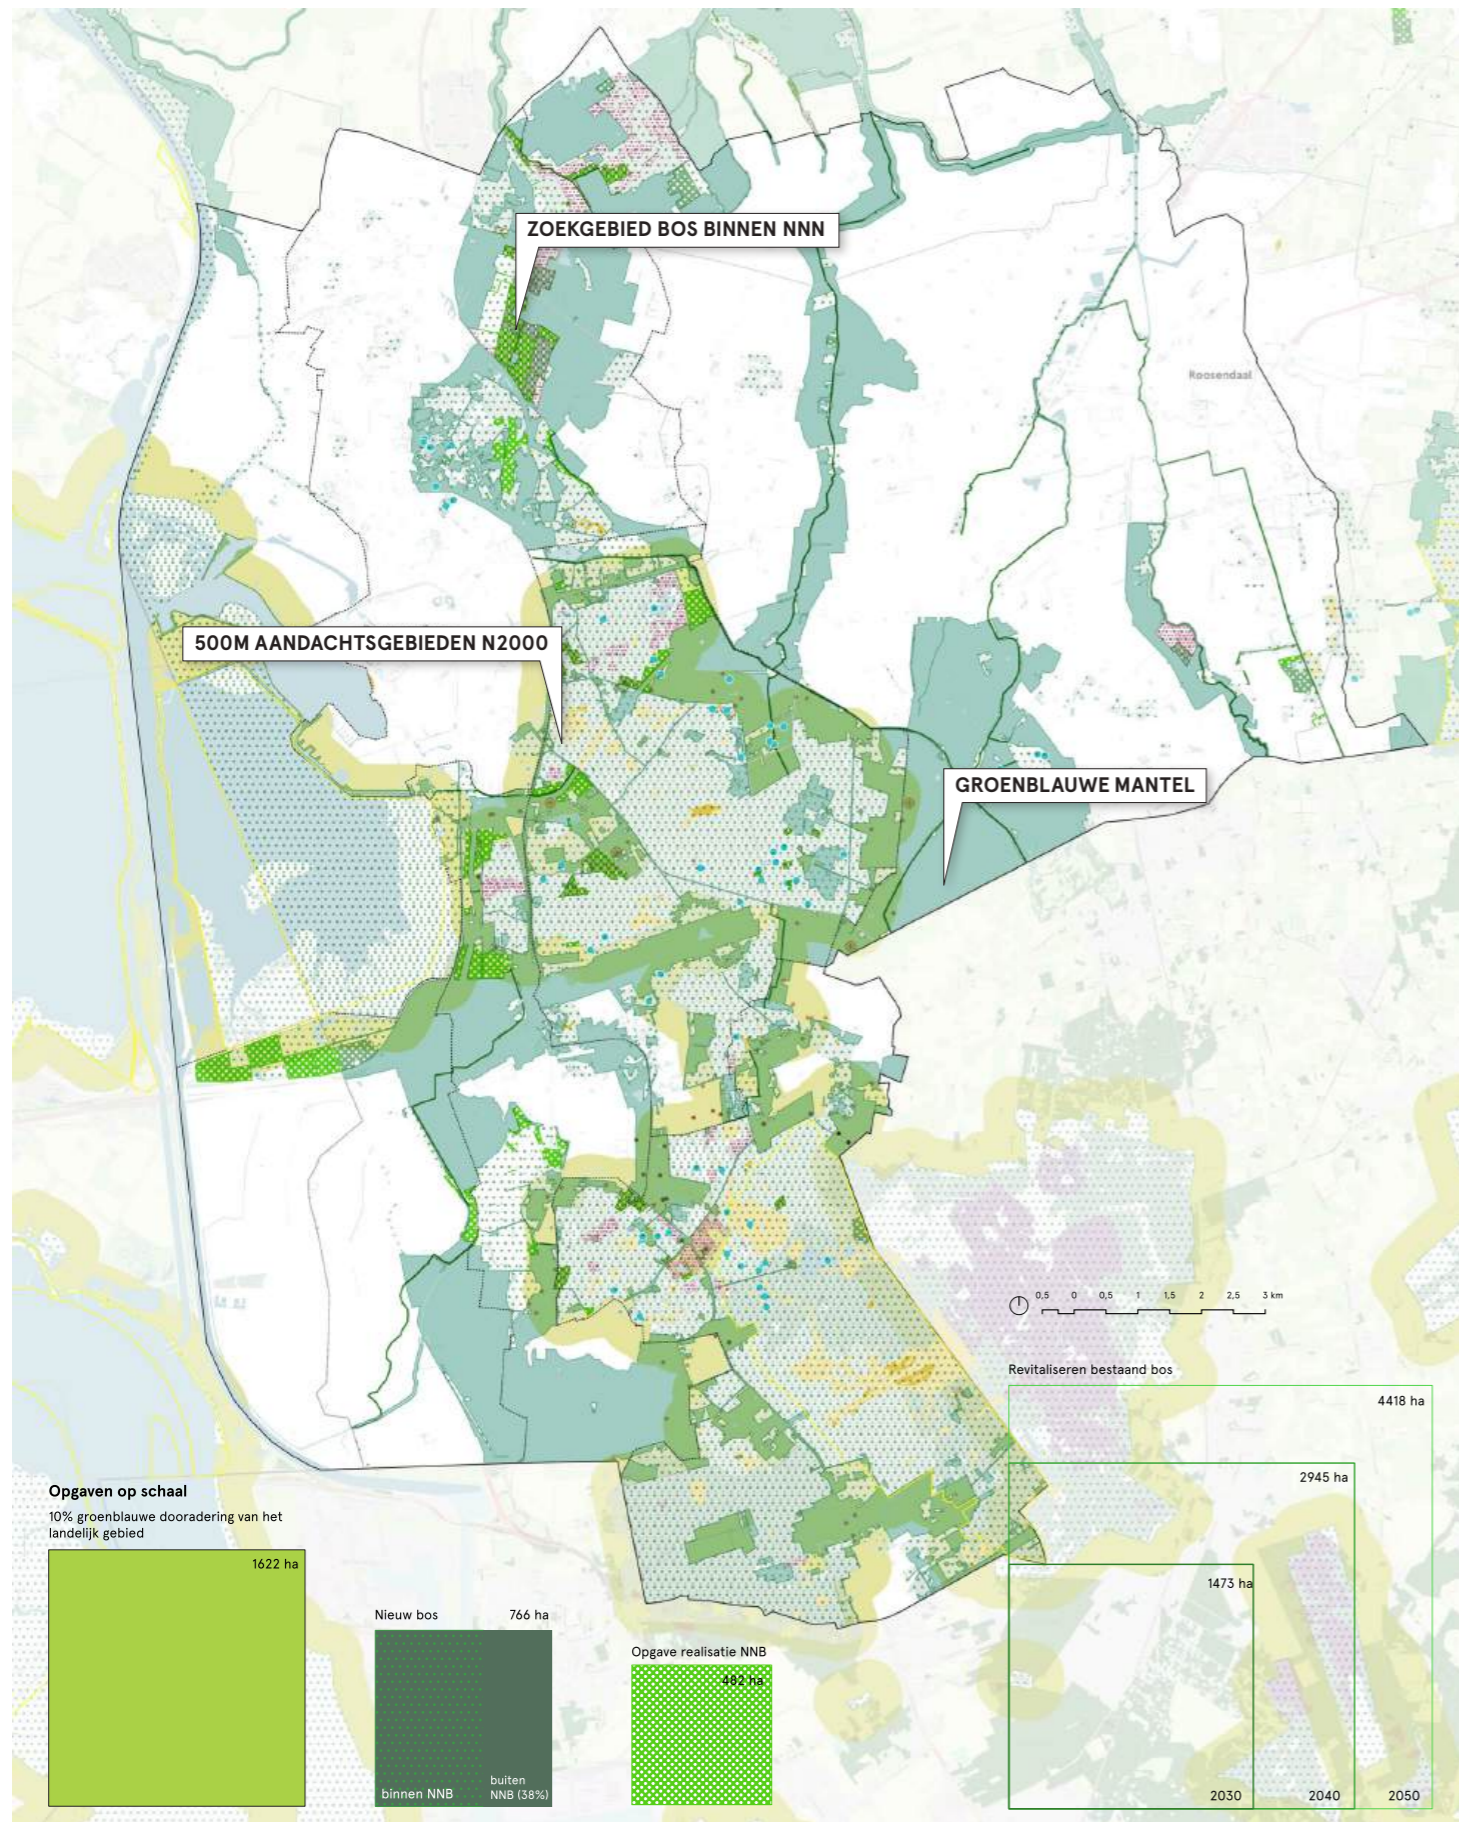 ZOEKGEBIED BOS BINNEN NNN
Roosendaal
500M AANDACHTSGEBIEDEN N2000
GROENBLAUWE MANTEL
0,5 0 0,5 1 1,5 2 2,5 3 km
Revitaliseren bestaand bos
4418 ha
2945 ha
1473 ha
2030
2040
2050
Opgaven op schaal
10% groenblauwe dooradering van het
landelijk gebied
1622 ha
Nieuw bos 766 ha
binnen NNB
buiten
NNB (38%)
Opgave realisatie NNB
482 ha